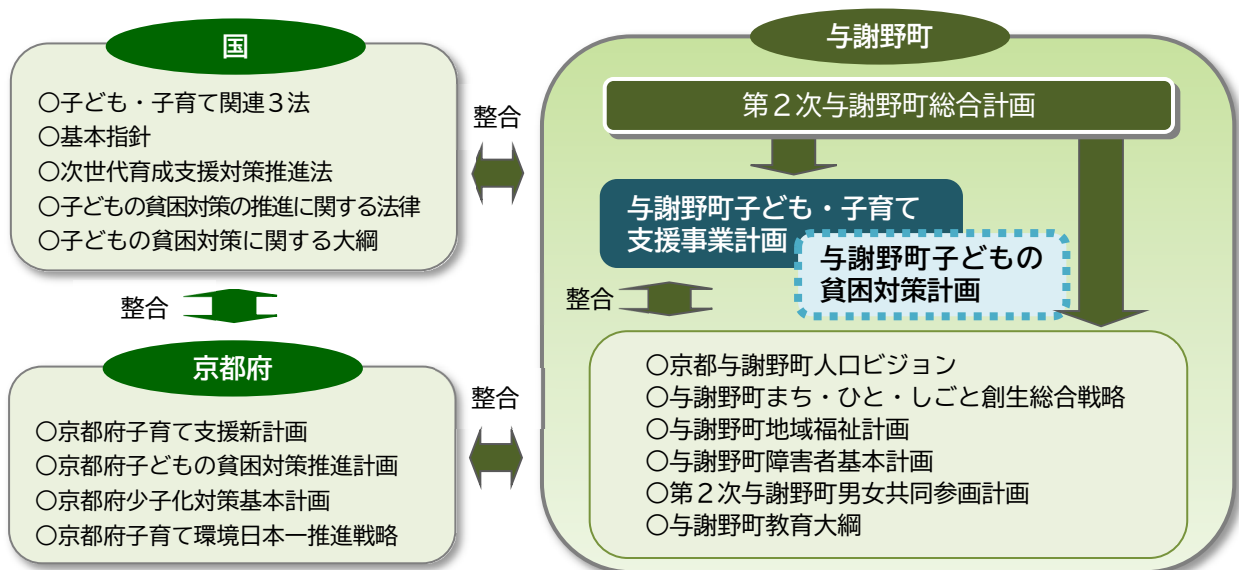 国
○子ども・子育て関連３法
○基本指針
○次世代育成支援対策推進法
○子どもの貧困対策の推進に関する法律
○子どもの貧困対策に関する大綱
整合
京都府
○京都府子育て支援新計画
○京都府子どもの貧困対策推進計画
○京都府少子化対策基本計画
○京都府子育て環境日本一推進戦略
整合
整合
与謝野町
第２次与謝野町総合計画
与謝野町子ども・子育て
支援事業計画
与謝野町子どもの
貧困対策計画
整合
○京都与謝野町人口ビジョン
○与謝野町まち・ひと・しごと創生総合戦略
○与謝野町地域福祉計画
○与謝野町障害者基本計画
○第２次与謝野町男女共同参画計画
○与謝野町教育大綱